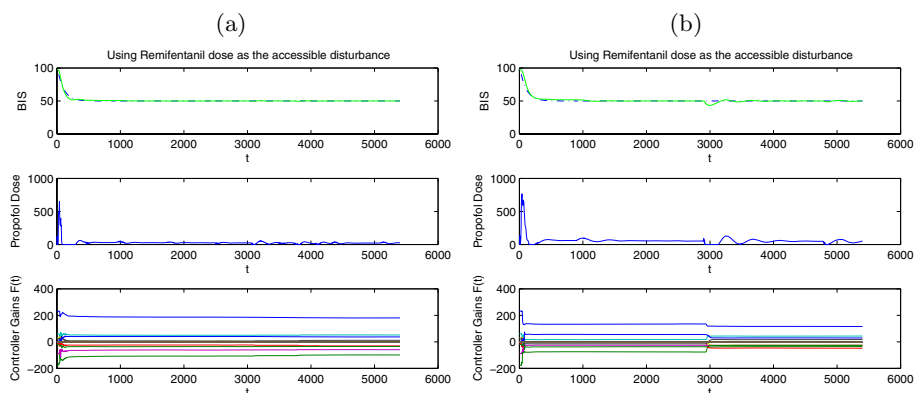 (a)
Using Remifentanil dose as the accessible disturbance
100
50
0
BIS
0 1000 2000 3000 4000 5000 6000
t
1000
500
0
Propofol Dose
0 1000 2000 3000 4000 5000 6000
t
400
200
0
−200
Controller Gains F(t)
0 1000 2000 3000 4000 5000 6000
t
(b)
Using Remifentanil dose as the accessible disturbance
100
50
0
BIS
0 1000 2000 3000 4000 5000 6000
t
1000
500
0
Propofol Dose
0 1000 2000 3000 4000 5000 6000
t
400
200
0
−200
Controller Gains F(t)
0 1000 2000 3000 4000 5000 6000
t